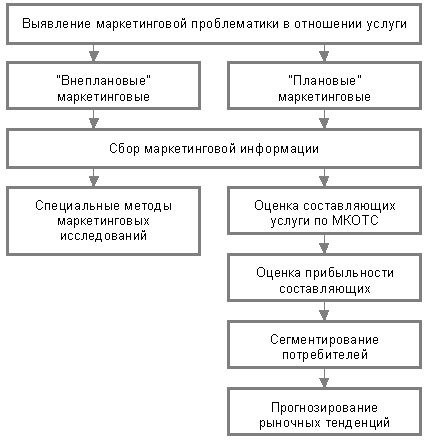 Выявление маркетинговой проблематики в отношении услуги
"Внеплановые"
маркетинговые
"Плановые"
маркетинговые
Сбор маркетинговой информации
Специальные методы
маркетинговых
исследований
Оценка составляющих
услуги по МКОТС
Оценка прибыльности
составляющих
Сегментирование
потребителей
Прогнозирование
рыночных тенденций